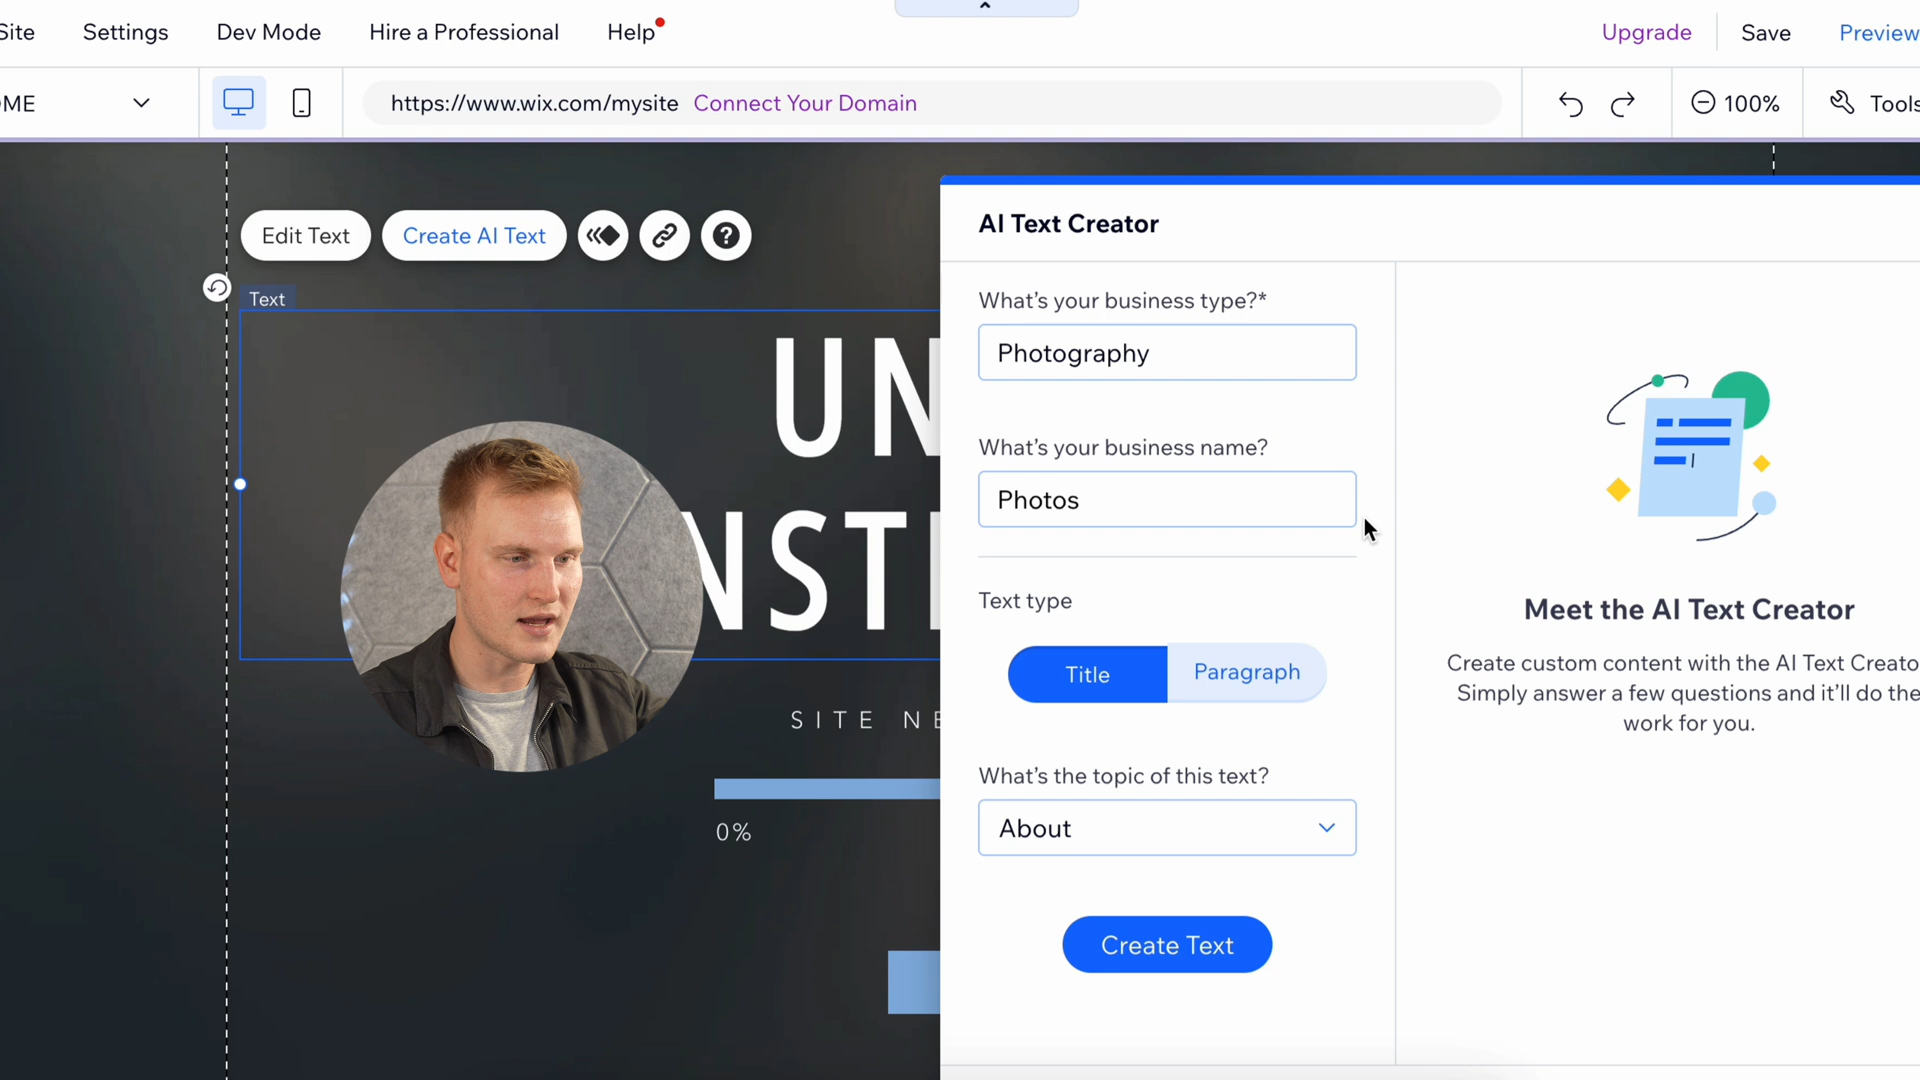 Site
Settings
Dev Mode
Hire a Professional
Help
Upgrade
Save
Preview
OME
https://www.wix.com/mysite Connect Your Domain
100%
Tools
Edit Text
Create AI Text
?
Text
UN
NST
SITE NE
0%
AI Text Creator
What's your business type?*
Photography
What's your business name?
Photos
Text type
Title
Paragraph
What's the topic of this text?
About
Create Text
Meet the AI Text Creator
Create custom content with the AI Text Creato
Simply answer a few questions and it'll do the
work for you.